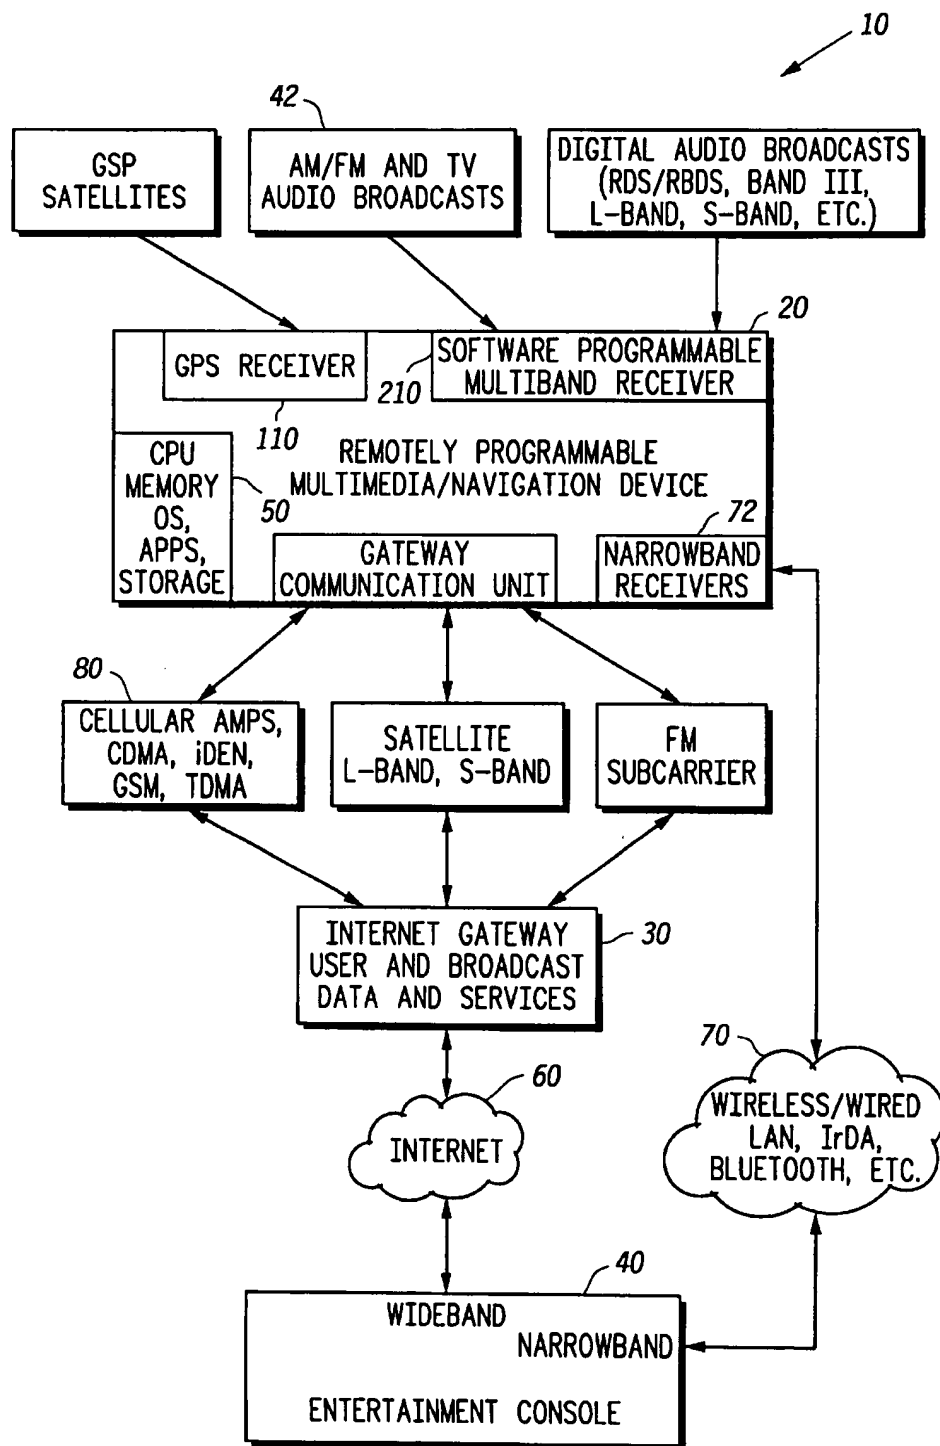 10
42
GSP
SATELLITES
AM/FM AND TV
AUDIO BROADCASTS
DIGITAL AUDIO BROADCASTS
(RDS/RBDS, BAND III,
L-BAND, S-BAND, ETC.)
20
GPS RECEIVER
210
SOFTWARE PROGRAMMABLE
MULTIBAND RECEIVER
110
CPU
MEMORY
OS,
APPS,
STORAGE
50
REMOTELY PROGRAMMABLE
MULTIMEDIA/NAVIGATION DEVICE
72
GATEWAY
COMMUNICATION UNIT
NARROWBAND
RECEIVERS
80
CELLULAR AMPS,
CDMA, iDEN,
GSM, TDMA
SATELLITE
L-BAND, S-BAND
FM
SUBCARRIER
INTERNET GATEWAY
USER AND BROADCAST
DATA AND SERVICES
30
60
INTERNET
70
WIRELESS/WIRED
LAN, IrDA,
BLUETOOTH, ETC.
40
WIDEBAND
NARROWBAND
ENTERTAINMENT CONSOLE